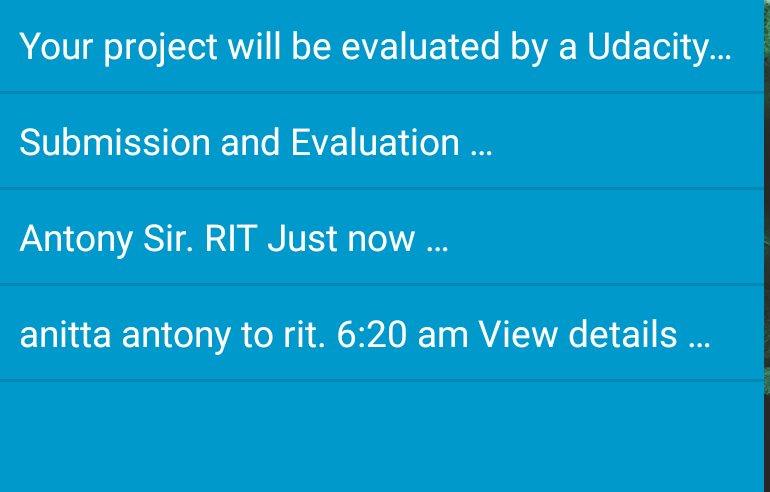 Your project will be evaluated by a Udacity...
Submission and Evaluation ...
Antony Sir. RIT Just now ...
anitta antony to rit. 6:20 am View details ...